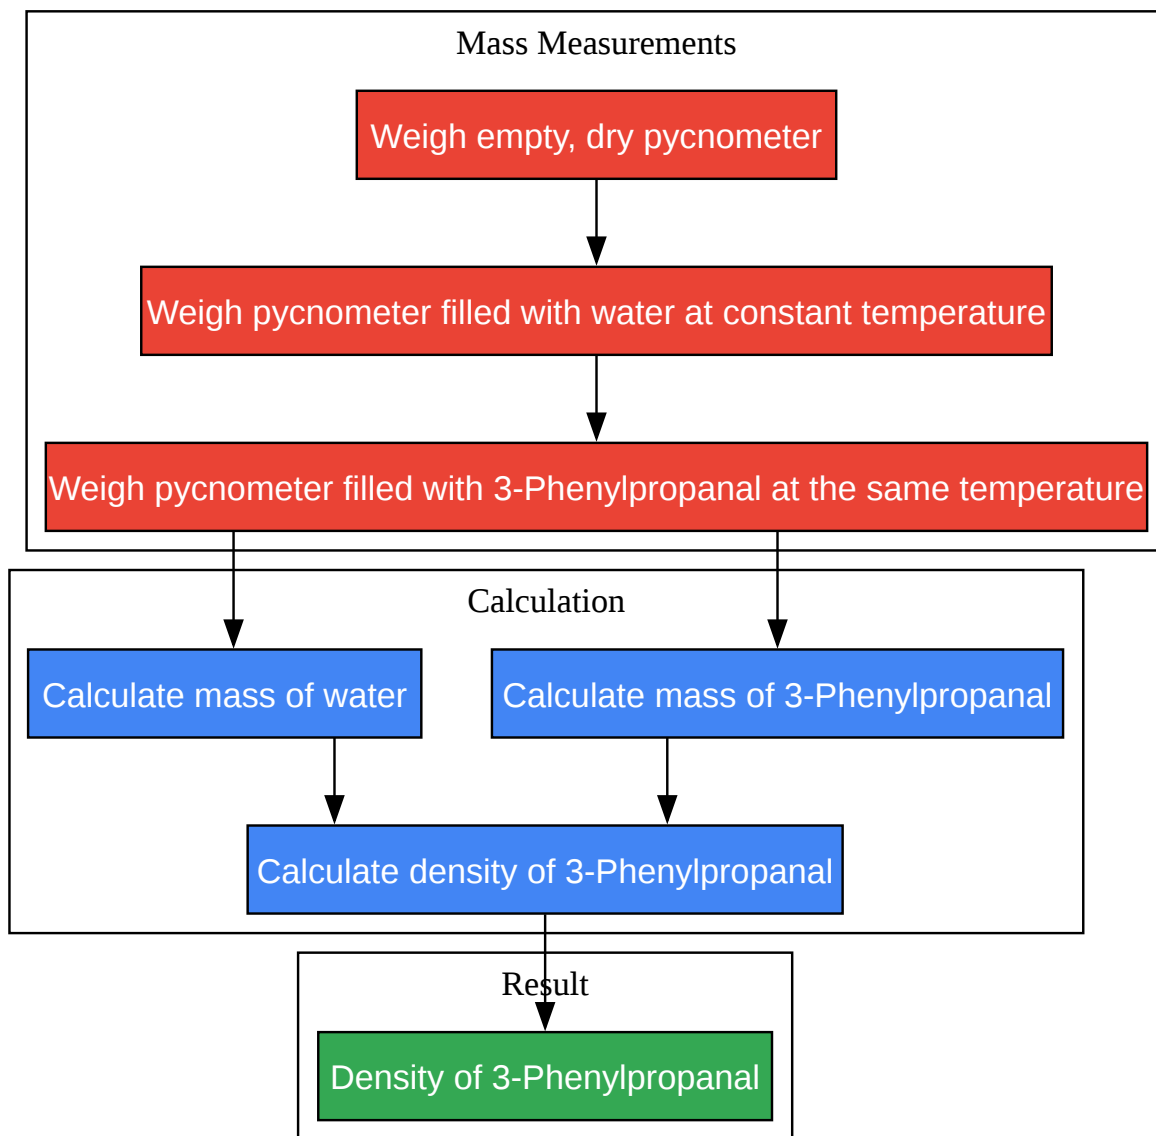 Mass Measurements
Weigh empty, dry pycnometer
Weigh pycnometer filled with water at constant temperature
Weigh pycnometer filled with 3-Phenylpropanal at the same temperature
Calculation
Calculate mass of water
Calculate mass of 3-Phenylpropanal
Calculate density of 3-Phenylpropanal
Result
Density of 3-Phenylpropanal